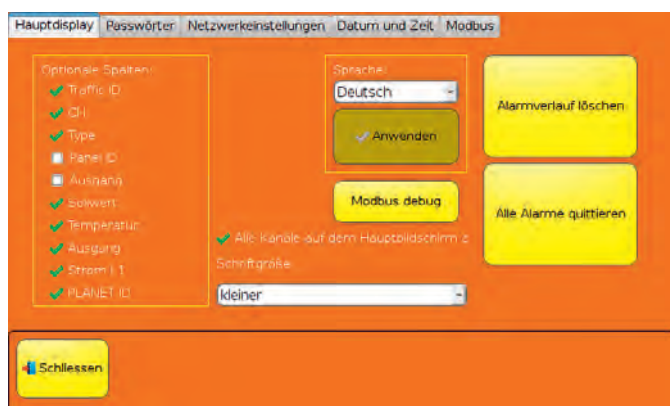 Hauptdisplay Passwörter Netzwerkeinstellungen Datum und Zeit Modbus
Optionale Spalten:
Traffic ID
CH
Type
Panel ID
Ausgang
Sollwert
Temperatur
Ausgang
Strom L1
PLANET ID
Sprache:
Deutsch
Anwenden
Modbus debug
Alle Kanäle auf dem Hauptbildschirm z
Schriftgröße
kleiner
Alarmverlauf löschen
Alle Alarme quittieren
Schliessen